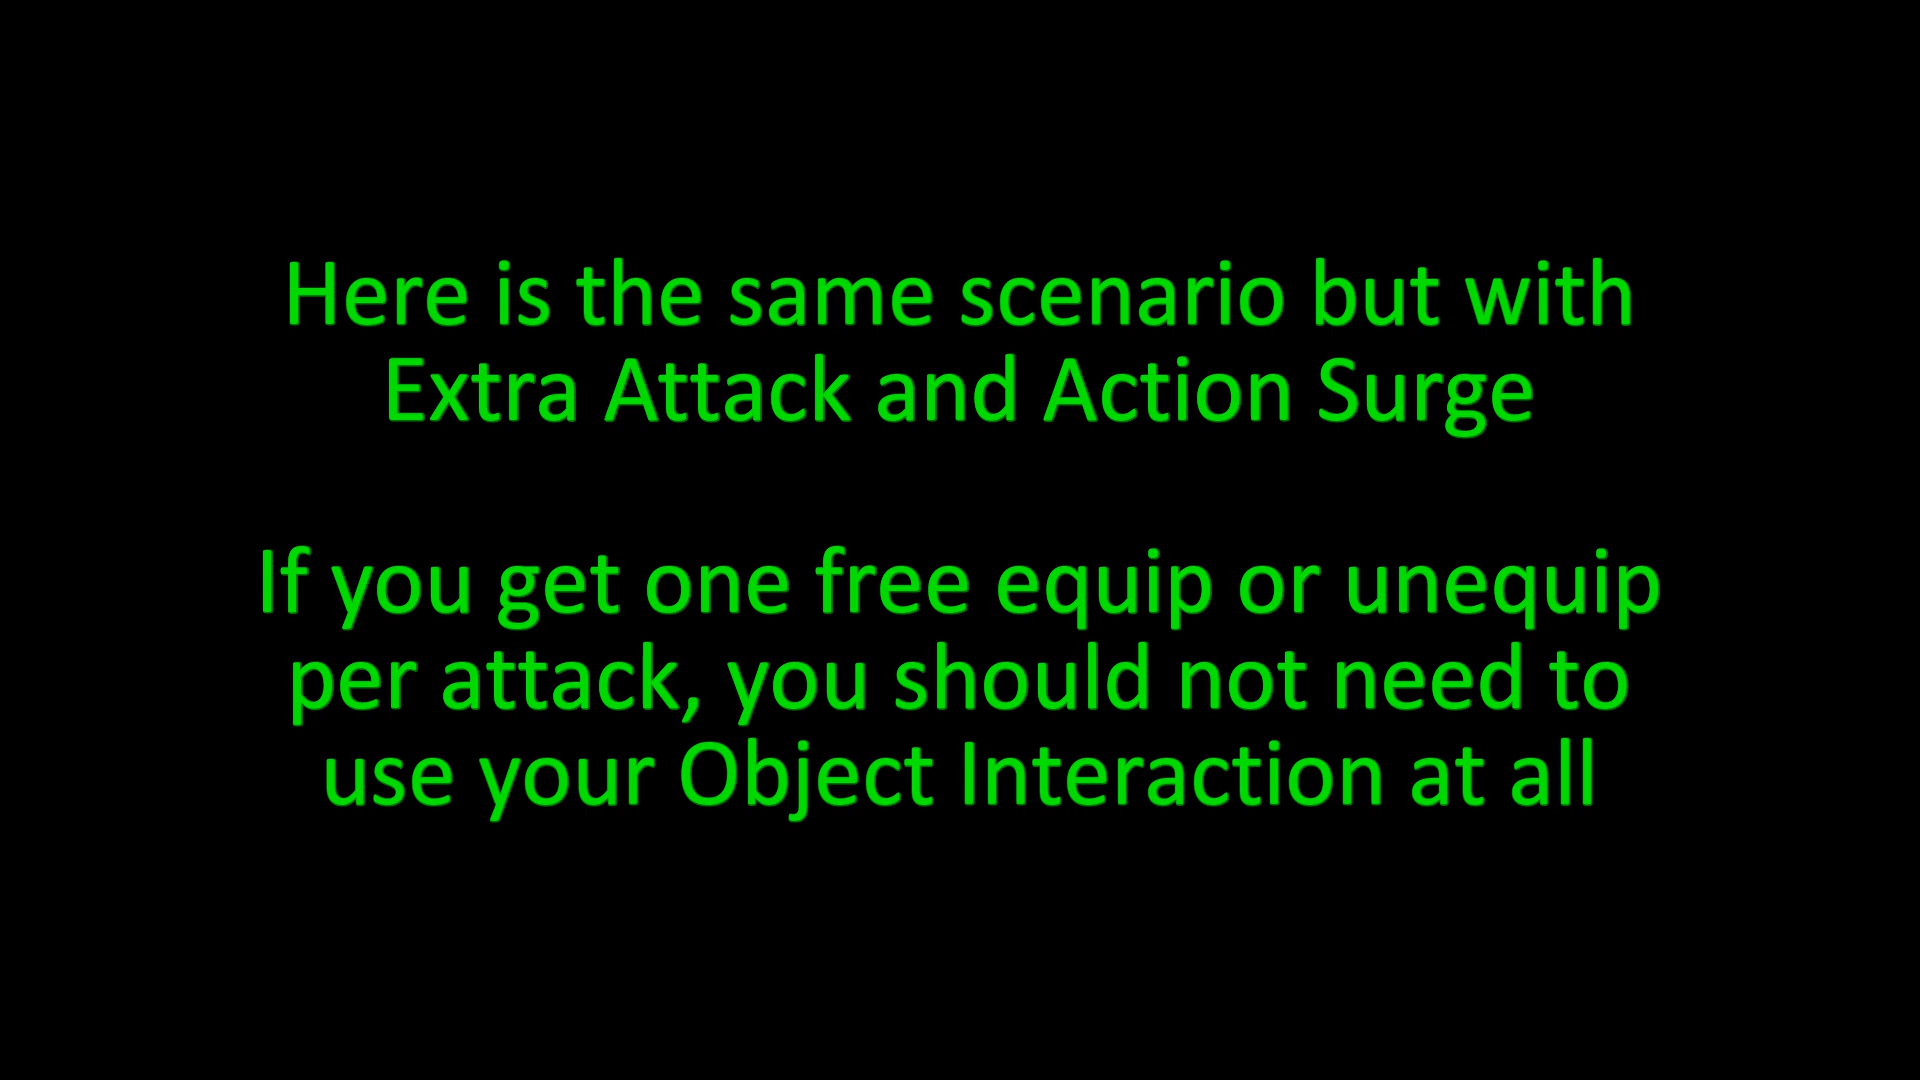 Here is the same scenario but with
Extra Attack and Action Surge
If you get one free equip or unequip
per attack, you should not need to
use your Object Interaction at all